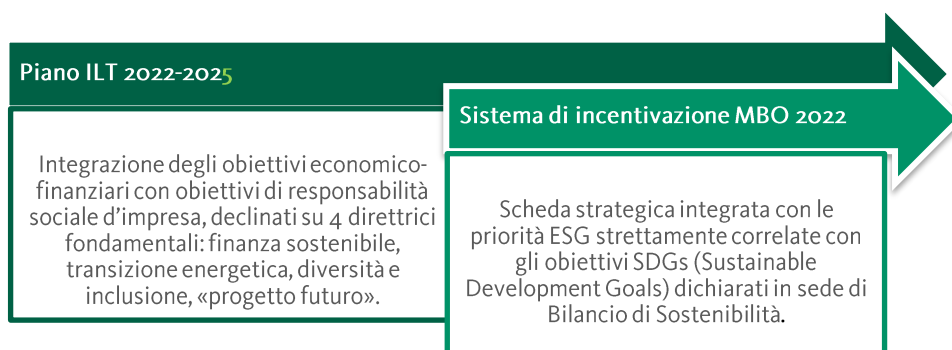 Piano ILT 2022-2025
Integrazione degli obiettivi economico-
finanziari con obiettivi di responsabilità
sociale d’impresa, declinati su 4 direttrici
fondamentali: finanza sostenibile,
transizione energetica, diversità e
inclusione, «progetto futuro».
Sistema di incentivazione MBO 2022
Scheda strategica integrata con le
priorità ESG strettamente correlate con
gli obiettivi SDGs (Sustainable
Development Goals) dichiarati in sede di
Bilancio di Sostenibilità.